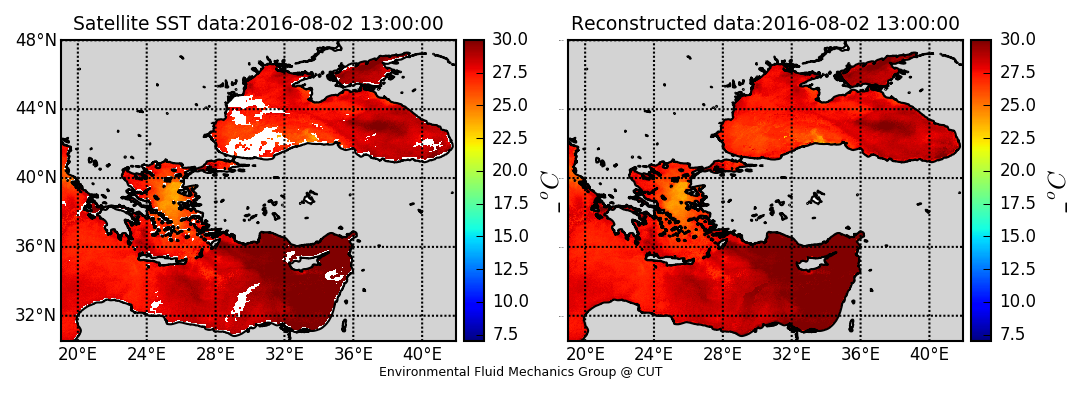 Satellite SST data:2016-08-02 13:00:00
48°N
44°N
40°N
36°N
32°N
20°E 24°E 28°E 32°E 36°E 40°E
30.0
27.5
25.0
22.5
20.0
17.5
15.0
12.5
10.0
7.5
_ °C
Reconstructed data:2016-08-02 13:00:00
20°E 24°E 28°E 32°E 36°E 40°E
30.0
27.5
25.0
22.5
20.0
17.5
15.0
12.5
10.0
7.5
_ °C
Environmental Fluid Mechanics Group @ CUT